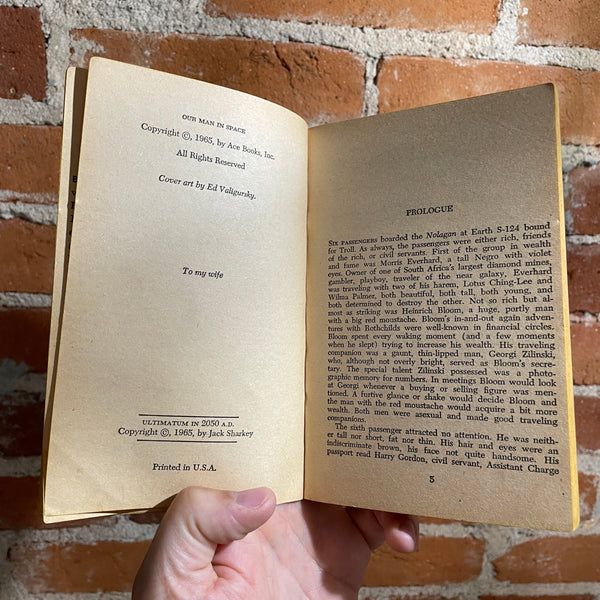 OUR MAN IN SPACE
Copyright ©, 1965, by Ace Books, Inc.
All Rights Reserved
Cover art by Ed Valigursky.
To my wife
ULTIMATUM IN 2050 A.D.
Copyright ©, 1965, by Jack Sharkey
Printed in U.S.A.
PROLOGUE
SIX PASSENGERS boarded the Nolagan at Earth S-124 bound
for Troll. As always, the passengers were either rich, friends
of the rich, or civil servants. First of the group in wealth
and fame was Morris Everhard, a tall Negro with violet
eyes. Owner of one of South Africa's largest diamond mines,
gambler, playboy, traveler of the near galaxy, Everhard
was traveling with two of his harem, Lotus Ching-Lee and
Wilma Palmer, both beautiful, both tall, both young, and
both determined to destroy the other. Not so rich but al-
most as striking was Heinrich Bloom, a huge, portly man
with a big red moustache. Bloom's in-and-out again adven-
tures with Rothchilds were well-known in financial circles.
Bloom spent every waking moment (and a few moments
when he slept) trying to increase his wealth. His traveling
companion was a gaunt, thin-lipped man, Georgi Zilinski,
who, although not overly bright, served as Bloom's secre-
tary. The special talent Zilinski possessed was a photo-
graphic memory for numbers. In meetings Bloom would look
at Georgi whenever a buying or selling figure was men-
tioned. A furtive glance or shake would decide Bloom and
the man with the red moustache would acquire a bit more
wealth. Both men were asexual and made good traveling
companions.
The sixth passenger attracted no attention. He was neith-
er tall nor short, fat nor thin. His hair and eyes were an
indiscriminate brown, his face not quite handsome. His
passport read Harry Gordon, civil servant, Assistant Charge
5